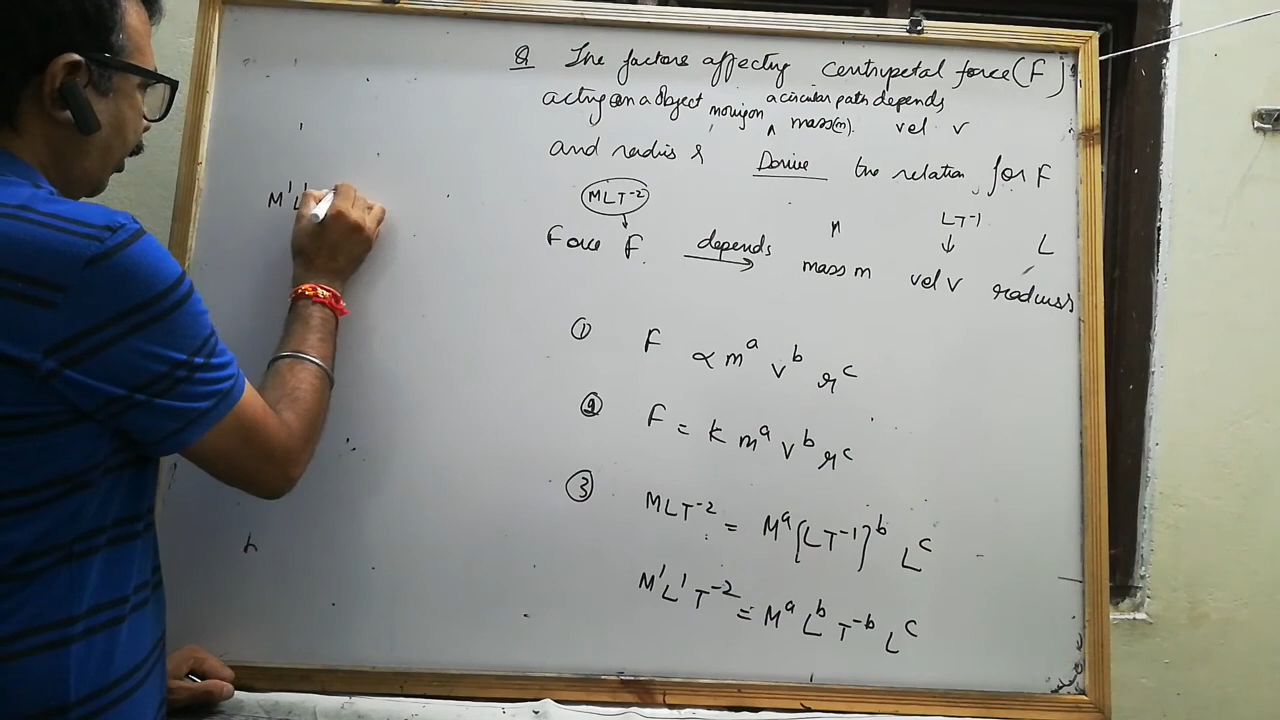 Q The factors affecting centripetal force (F)
acting on a object moving on a circular path depends
mass(m). vel v
and radius r Derive the relation for F
MLT⁻² M LT⁻¹ L
Force F. depends mass m vel v radius
① F ∝ mᵃ vᵇ rᶜ
② F = K mᵃ vᵇ rᶜ
③ MLT⁻² = Mᵃ [LT⁻¹]ᵇ Lᶜ
M¹L¹T⁻² = Mᵃ Lᵇ T⁻ᵇ Lᶜ
M¹L